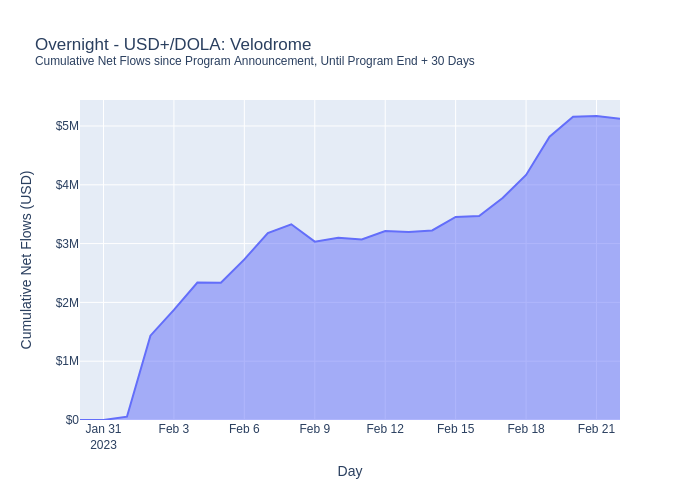 Overnight - USD+/DOLA: Velodrome
Cumulative Net Flows since Program Announcement, Until Program End + 30 Days
Cumulative Net Flows (USD)
$5M
$4M
$3M
$2M
$1M
$0
Jan 31 Feb 3 Feb 6 Feb 9 Feb 12 Feb 15 Feb 18 Feb 21
2023
Day